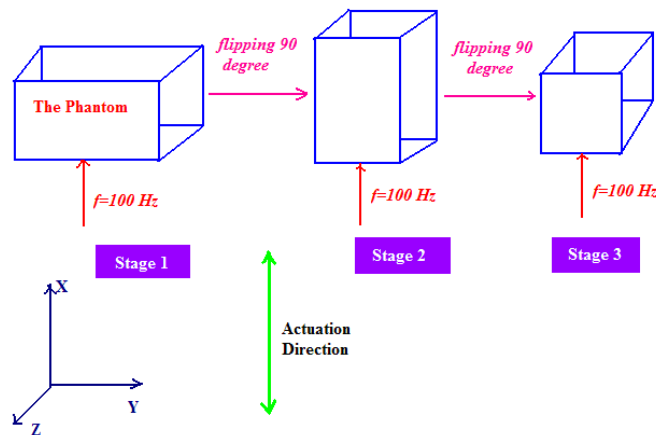 flipping 90
degree
flipping 90
degree
The Phantom
f=100 Hz
f=100 Hz
f=100 Hz
Stage 1
Stage 2
Stage 3
X
Y
Z
Actuation
Direction